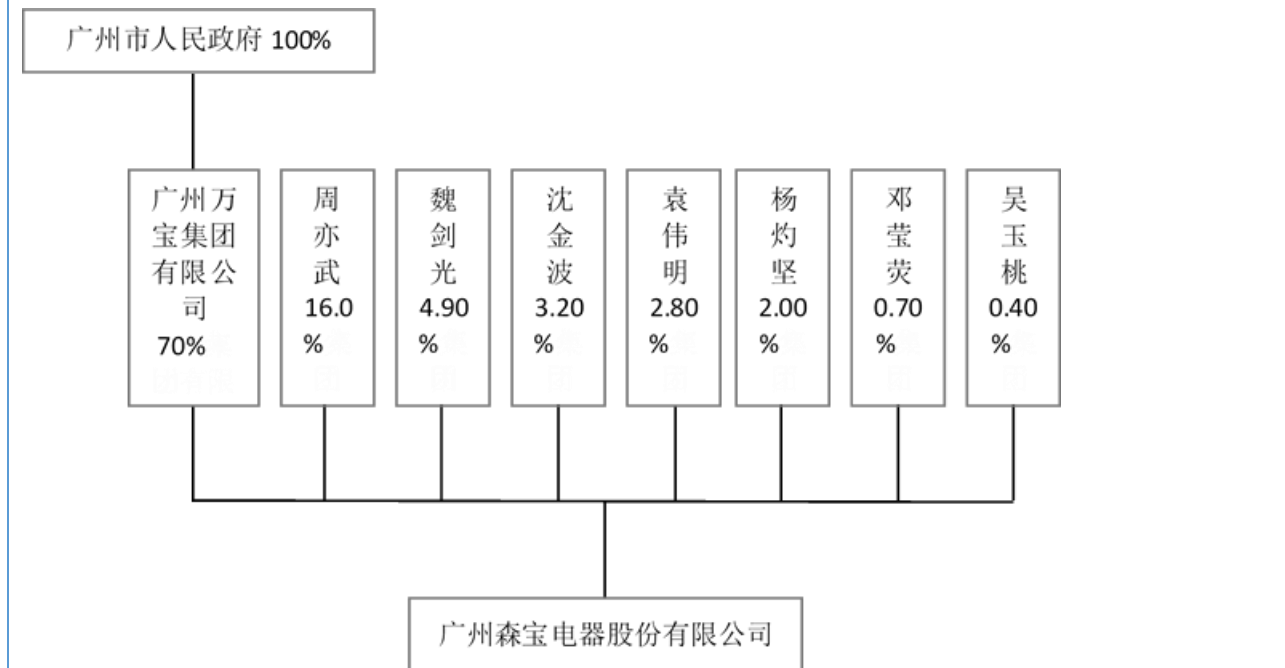 广州市人民政府 100%
广州万
宝集团
有限公
司
70%
周
亦
武
16.0
%
魏
剑
光
4.90
%
沈
金
波
3.20
%
袁
伟
明
2.80
%
杨
灼
坚
2.00
%
邓
莹
荧
0.70
%
吴
玉
桃
0.40
%
广州森宝电器股份有限公司